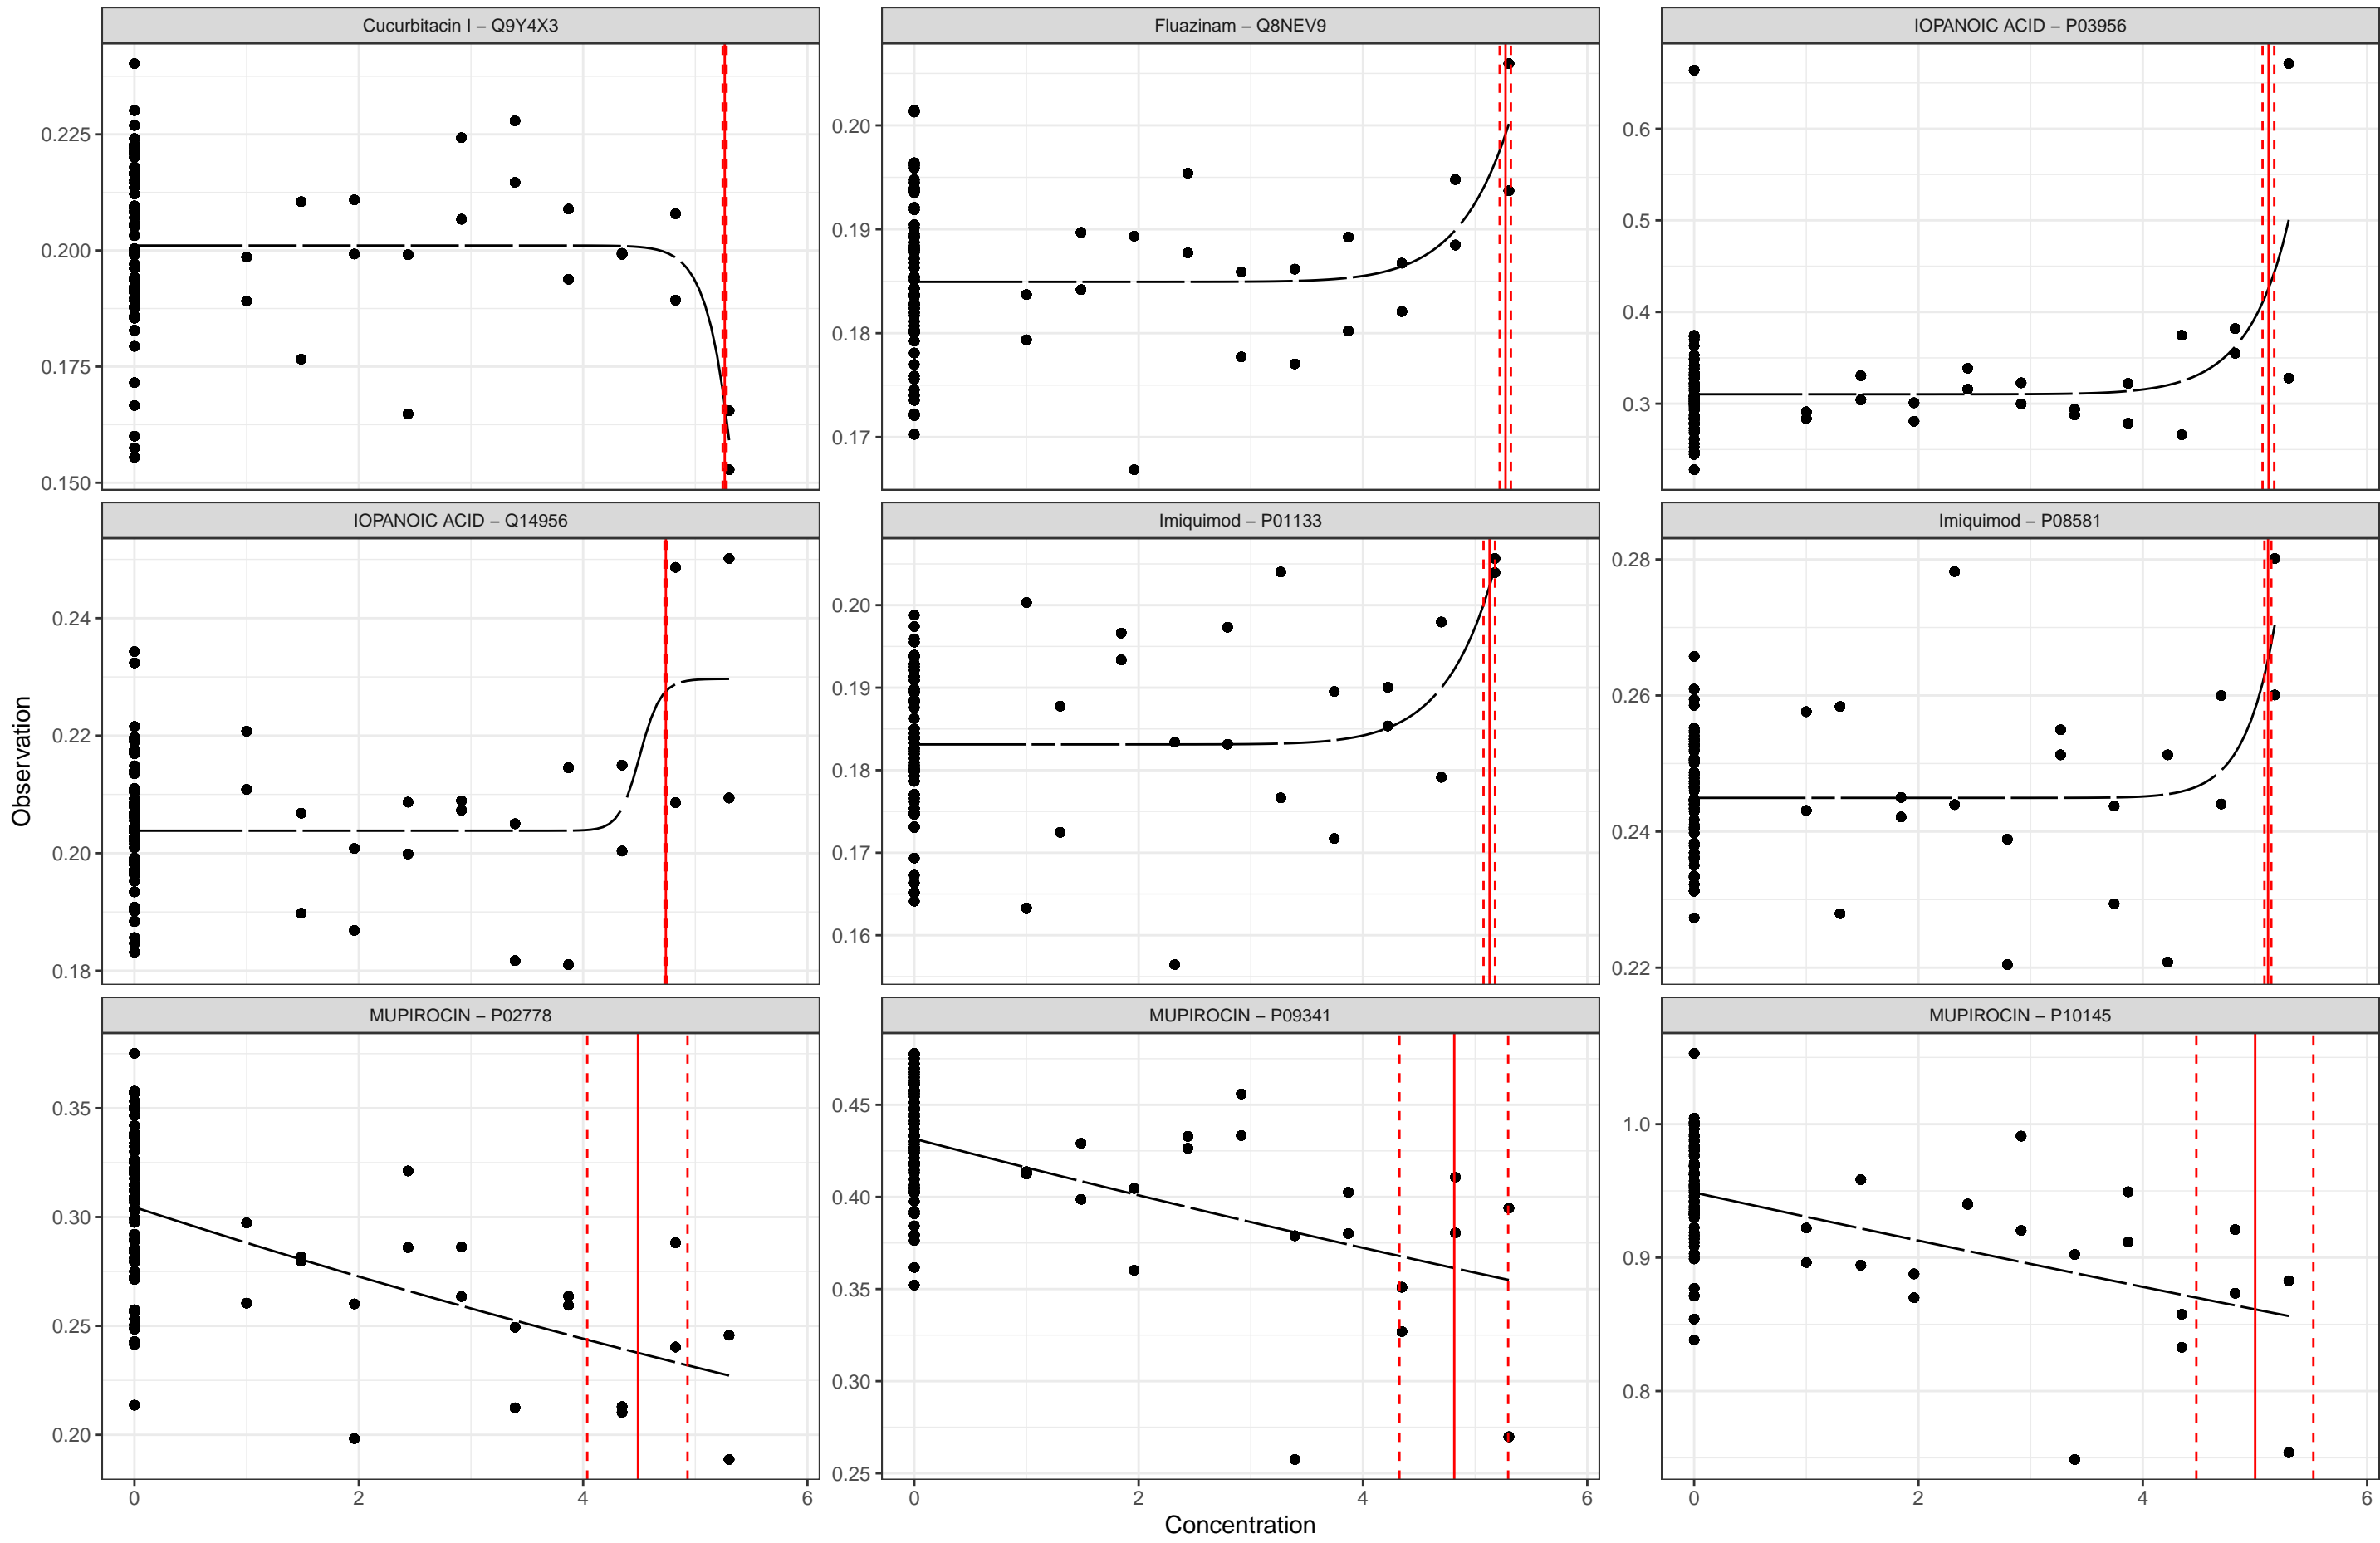 Cucurbitacin I – Q9Y4X3
Fluazinam – Q8NEV9
IOPANOIC ACID – P03956
0.225
0.200
0.175
0.150
0.20
0.19
0.18
0.17
0.6
0.5
0.4
0.3
IOPANOIC ACID – Q14956
Imiquimod – P01133
Imiquimod – P08581
0.24
0.22
0.20
0.18
0.20
0.19
0.18
0.17
0.16
0.28
0.26
0.24
0.22
Observation
MUPIROCIN – P02778
MUPIROCIN – P09341
MUPIROCIN – P10145
0.35
0.30
0.25
0.20
0.45
0.40
0.35
0.30
0.25
1.0
0.9
0.8
0 2 4 6
0 2 4 6
0 2 4 6
Concentration